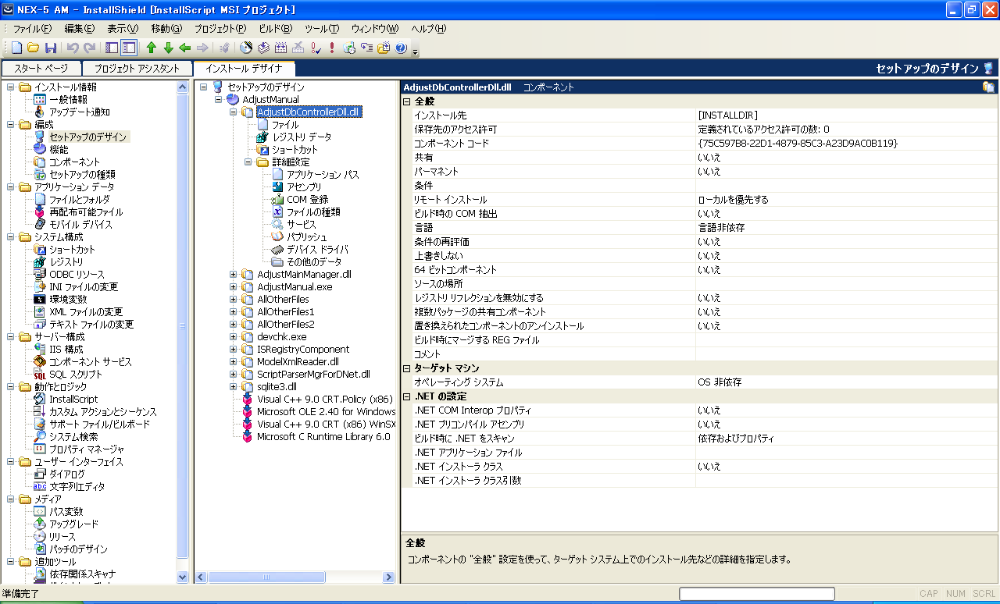 NEX-5 AM - InstallShield [InstallScript MSI プロジェクト]
ファイル(F) 編集(E) 表示(V) 移動(G) プロジェクト(P) ビルド(B) ツール(T) ウィンドウ(W) ヘルプ(H)
スタート ページ プロジェクト アシスタント インストール デザイナ セットアップのデザイン
インストール情報
一般情報
アップデート通知
編成
セットアップのデザイン
機能
コンポーネント
セットアップの種類
アプリケーション データ
ファイルとフォルダ
再配布可能ファイル
モバイル デバイス
システム構成
ショートカット
レジストリ
ODBC リソース
INI ファイルの変更
環境変数
XML ファイルの変更
テキスト ファイルの変更
サーバー構成
IIS 構成
コンポーネント サービス
SQL スクリプト
動作とロジック
InstallScript
カスタム アクションとシーケンス
サポート ファイル/ビルボード
システム検索
プロパティ マネージャ
ユーザー インターフェイス
ダイアログ
文字列エディタ
メディア
パス変数
アップグレード
リリース
パッチのデザイン
追加ツール
依存関係スキャナ
セットアップのデザイン
AdjustManual
AdjustDbControllerDll.dll
ファイル
レジストリ データ
ショートカット
詳細設定
アプリケーション パス
アセンブリ
COM 登録
ファイルの種類
サービス
パブリッシュ
デバイス ドライバ
その他のデータ
AdjustMainManager.dll
AdjustManual.exe
AllOtherFiles
AllOtherFiles1
AllOtherFiles2
devchk.exe
ISRegistryComponent
ModelXmlReader.dll
ScriptParserMgrForDNet.dll
sqlite3.dll
Visual C++ 9.0 CRT.Policy (x86)
Microsoft OLE 2.40 for Windows
Visual C++ 9.0 CRT (x86) WinSX
Microsoft C Runtime Library 6.0
AdjustDbControllerDll.dll コンポーネント
全般
インストール先 [INSTALLDIR]
保存先のアクセス許可 定義されているアクセス許可の数: 0
コンポーネント コード {75C597B8-22D1-4879-85C3-A23D9AC0B119}
共有 いいえ
パーマネント いいえ
条件
リモート インストール ローカルを優先する
ビルド時の COM 抽出 いいえ
言語 言語非依存
条件の再評価 いいえ
上書きしない いいえ
64 ビットコンポーネント いいえ
ソースの場所
レジストリ リフレクションを無効にする いいえ
複数パッケージの共有コンポーネント いいえ
置き換えられたコンポーネントのアンインストール いいえ
ビルド時にマージする REG ファイル
コメント
ターゲット マシン
オペレーティング システム OS 非依存
.NET の設定
.NET COM Interop プロパティ いいえ
.NET プリコンパイル アセンブリ いいえ
ビルド時に .NET をスキャン 依存およびプロパティ
.NET アプリケーション ファイル
.NET インストーラ クラス いいえ
.NET インストーラ クラス引数
全般
コンポーネントの "全般" 設定を使って、ターゲット システム上でのインストール先などの詳細を指定します。
準備完了 CAP NUM SCRL